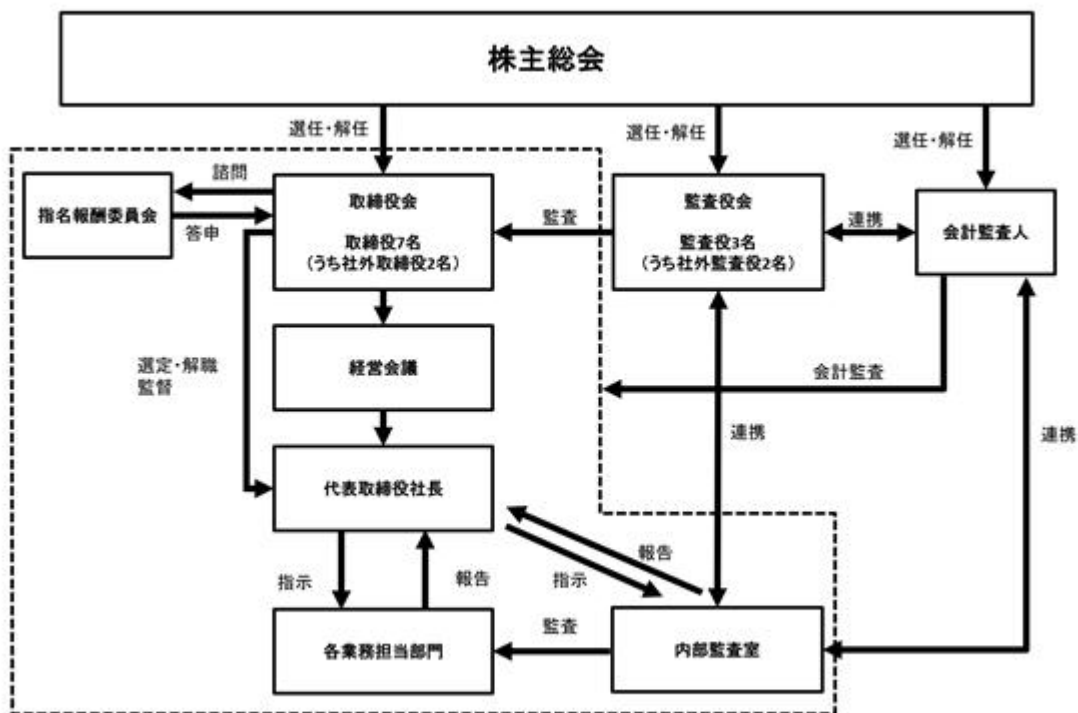 株主総会
選任・解任
選任・解任
選任・解任
諮問
指名報酬委員会
答申
取締役会
取締役7名
（うち社外取締役2名）
監査
監査役会
監査役3名
（うち社外監査役2名）
連携
会計監査人
選定・解職
監督
経営会議
会計監査
連携
連携
代表取締役社長
指示
報告
報告
指示
各業務担当部門
監査
内部監査室